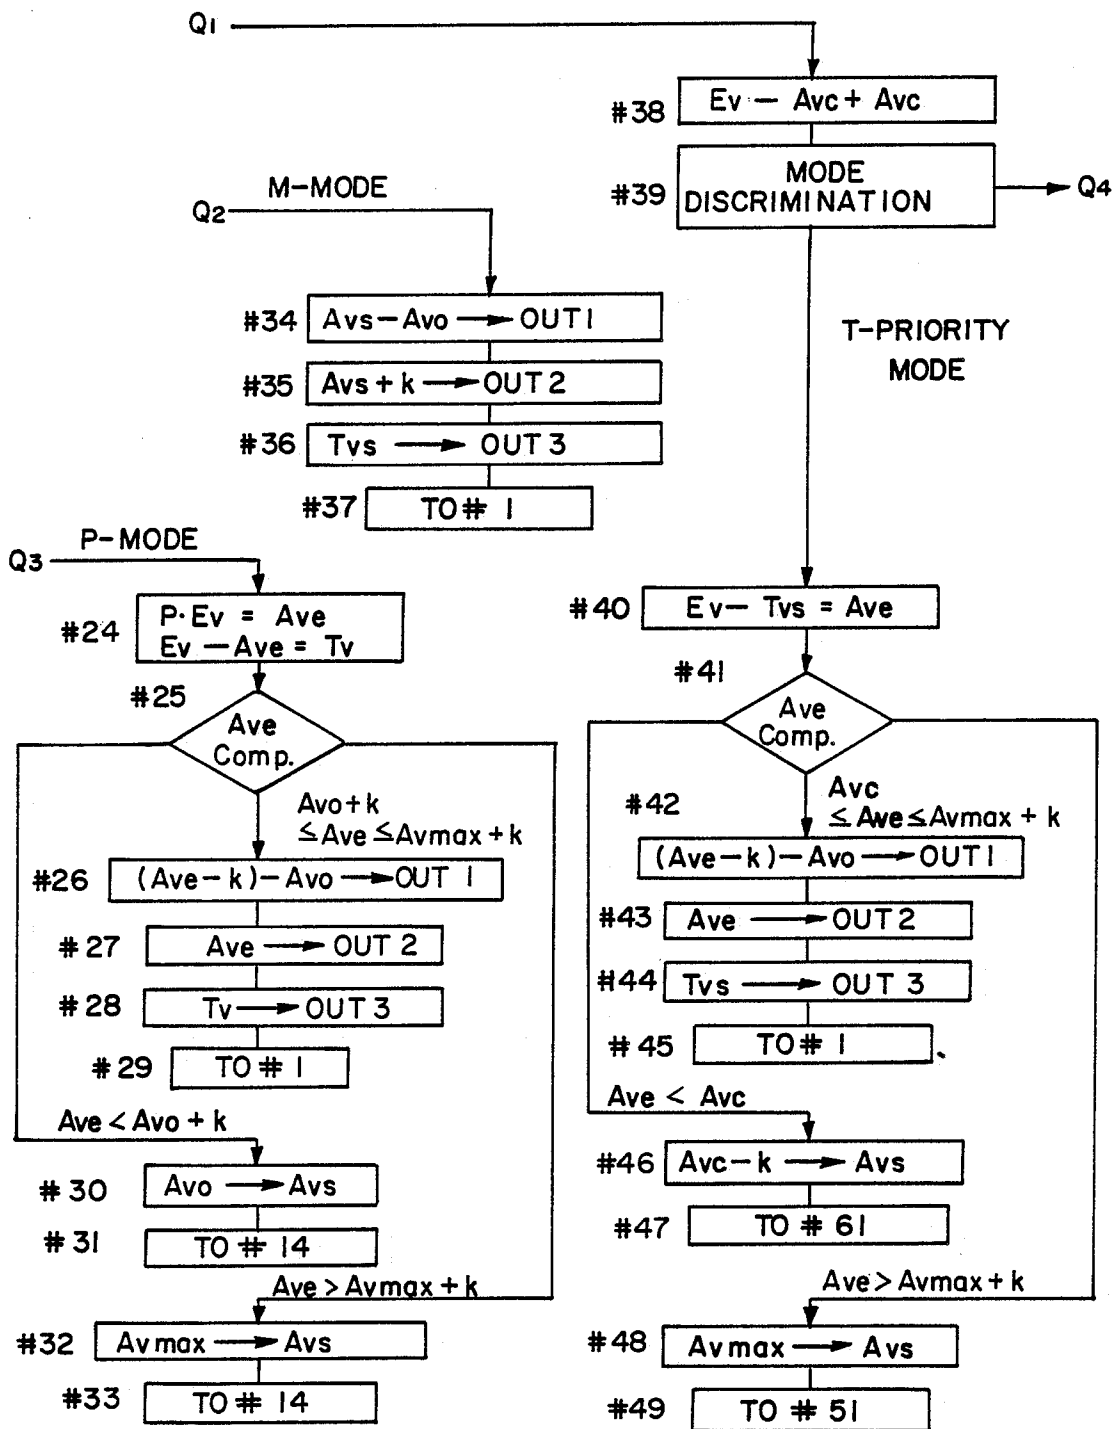 Q1
#38 Ev − Avc + Avc
#39 MODE
DISCRIMINATION
Q4
M-MODE
Q2
#34 Avs−Avo → OUT1
#35 Avs + k → OUT 2
#36 Tvs → OUT 3
#37 TO # 1
T-PRIORITY
MODE
P-MODE
Q3
#24 P·Ev = Ave
Ev − Ave = Tv
#25
Ave
Comp.
Avo + k
≤ Ave ≤ Avmax + k
#26 (Ave − k) − Avo → OUT 1
#27 Ave → OUT 2
#28 Tv → OUT 3
#29 TO # 1
Ave < Avo + k
#30 Avo → Avs
#31 TO # 14
Ave > Avmax + k
#32 Avmax → Avs
#33 TO # 14
#40 Ev − Tvs = Ave
#41
Ave
Comp.
#42
Avc
≤ Ave ≤ Avmax + k
(Ave − k) − Avo → OUT1
#43 Ave → OUT 2
#44 Tvs → OUT 3
#45 TO # 1
Ave < Avc
#46 Avc − k → Avs
#47 TO # 61
Ave > Avmax + k
#48 Avmax → Avs
#49 TO # 51